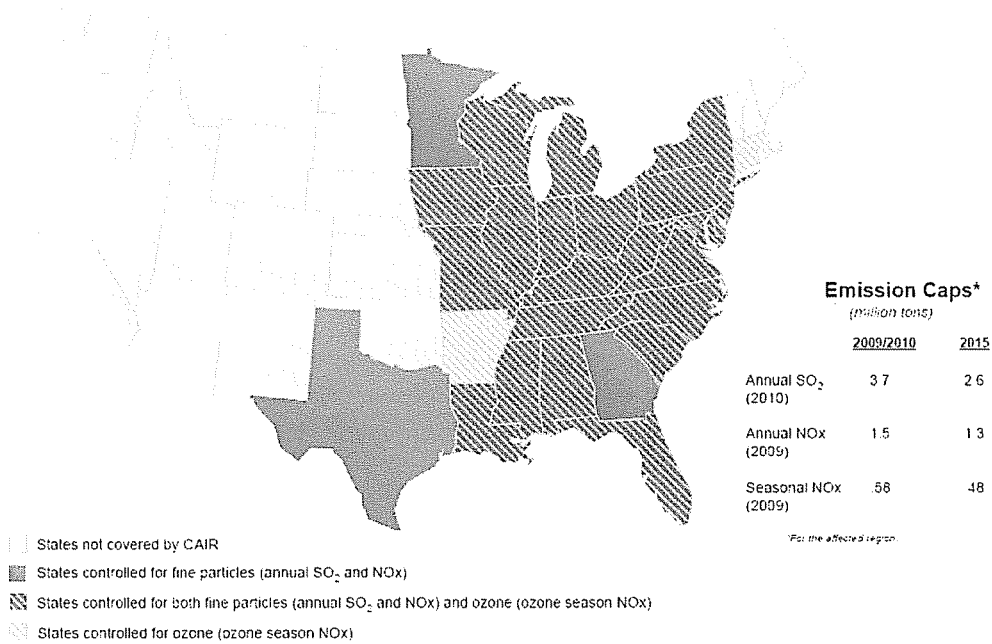 Emission Caps*
(million tons)
2009/2010 2015
Annual SO2 3.7 2.6
(2010)
Annual NOx 1.5 1.3
(2009)
Seasonal NOx .58 .48
(2009)
*For the affected region.
States not covered by CAIR
States controlled for fine particles (annual SO2 and NOx)
States controlled for both fine particles (annual SO2 and NOx) and ozone (ozone season NOx)
States controlled for ozone (ozone season NOx)